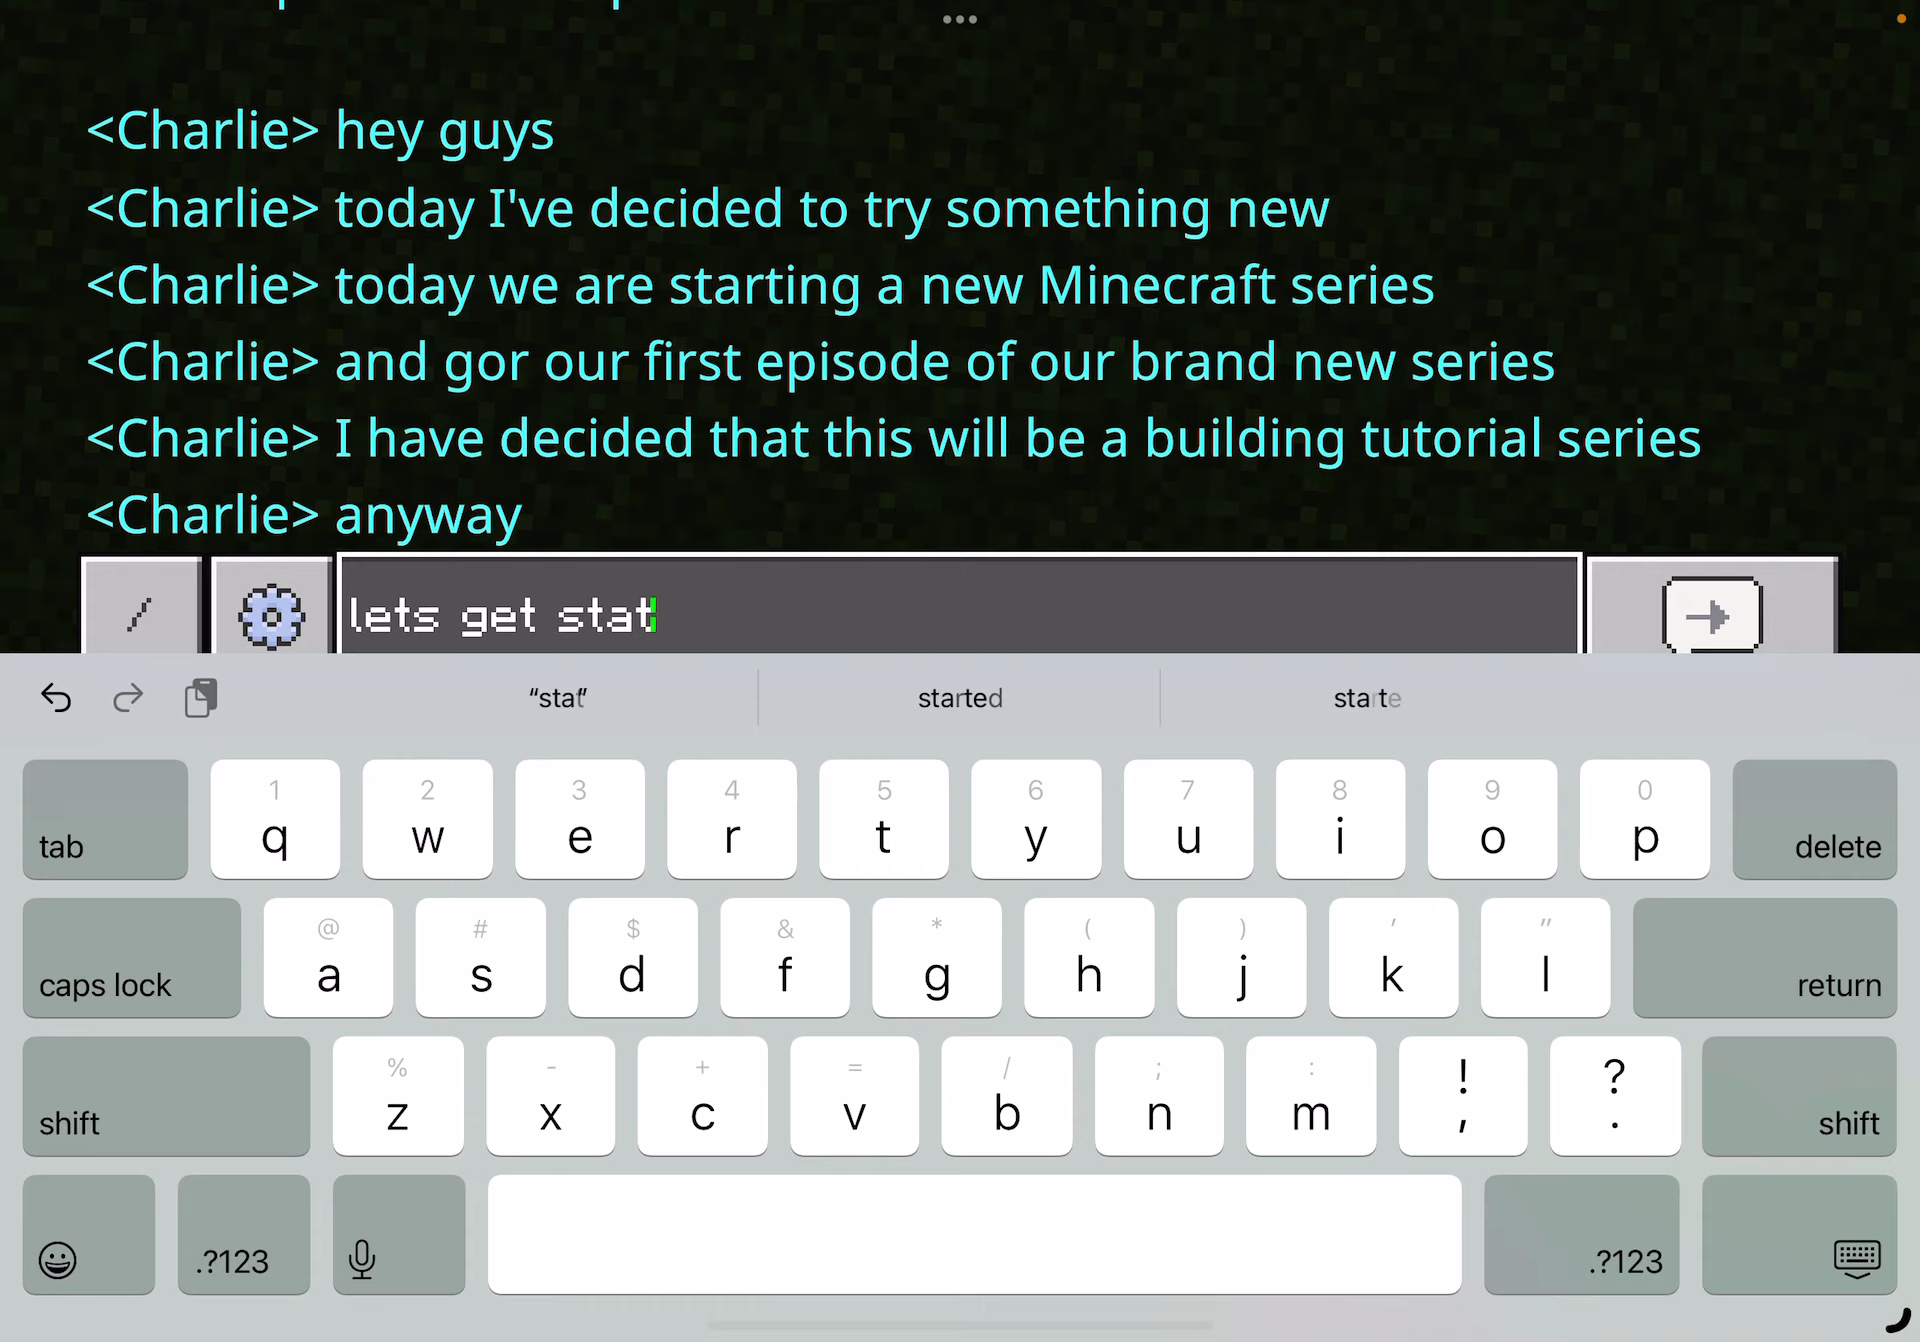 <Charlie> hey guys
<Charlie> today I've decided to try something new
<Charlie> today we are starting a new Minecraft series
<Charlie> and gor our first episode of our brand new series
<Charlie> I have decided that this will be a building tutorial series
<Charlie> anyway
/ lets get stat
“stat” started starte
tab 1 q 2 w 3 e 4 r 5 t 6 y 7 u 8 i 9 o 0 p delete
caps lock @ a # s $ d & f * g ( h ) j ' k " l return
shift % z - x + c = v / b ; n : m ! , ? . shift
.?123 .?123